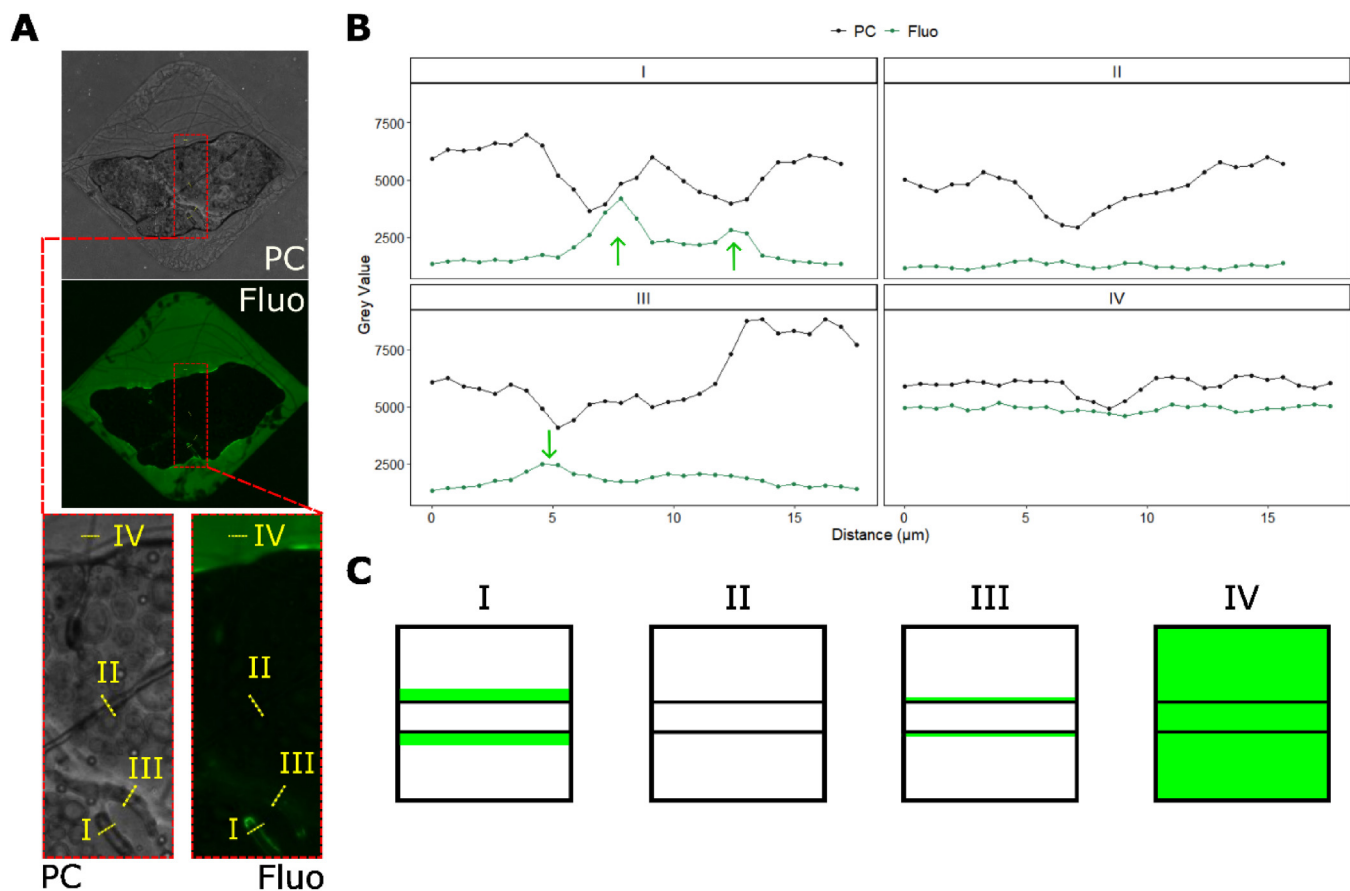 A
PC
Fluo
IV
II
III
I
PC
IV
II
III
I
Fluo
B
PC Fluo
I
II
7500
5000
2500
III
IV
7500
5000
2500
Grey Value
0 5 10 15
0 5 10 15
Distance (µm)
C
I II III IV